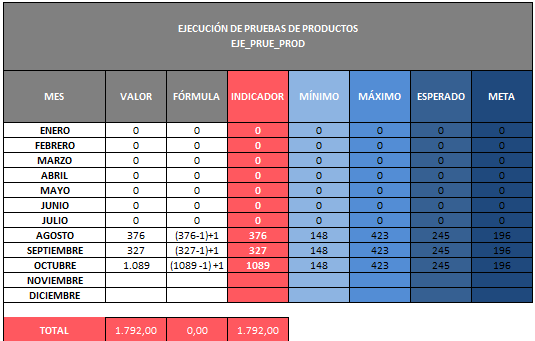 EJECUCIÓN DE PRUEBAS DE PRODUCTOS
EJE_PRUE_PROD
MES VALOR FÓRMULA INDICADOR MÍNIMO MÁXIMO ESPERADO META
ENERO 0 0 0 0 0 0 0
FEBRERO 0 0 0 0 0 0 0
MARZO 0 0 0 0 0 0 0
ABRIL 0 0 0 0 0 0 0
MAYO 0 0 0 0 0 0 0
JUNIO 0 0 0 0 0 0 0
JULIO 0 0 0 0 0 0 0
AGOSTO 376 (376-1)+1 376 148 423 245 196
SEPTIEMBRE 327 (327-1)+1 327 148 423 245 196
OCTUBRE 1.089 (1089 -1) +1 1089 148 423 245 196
NOVIEMBRE
DICIEMBRE
TOTAL 1.792,00 0,00 1.792,00